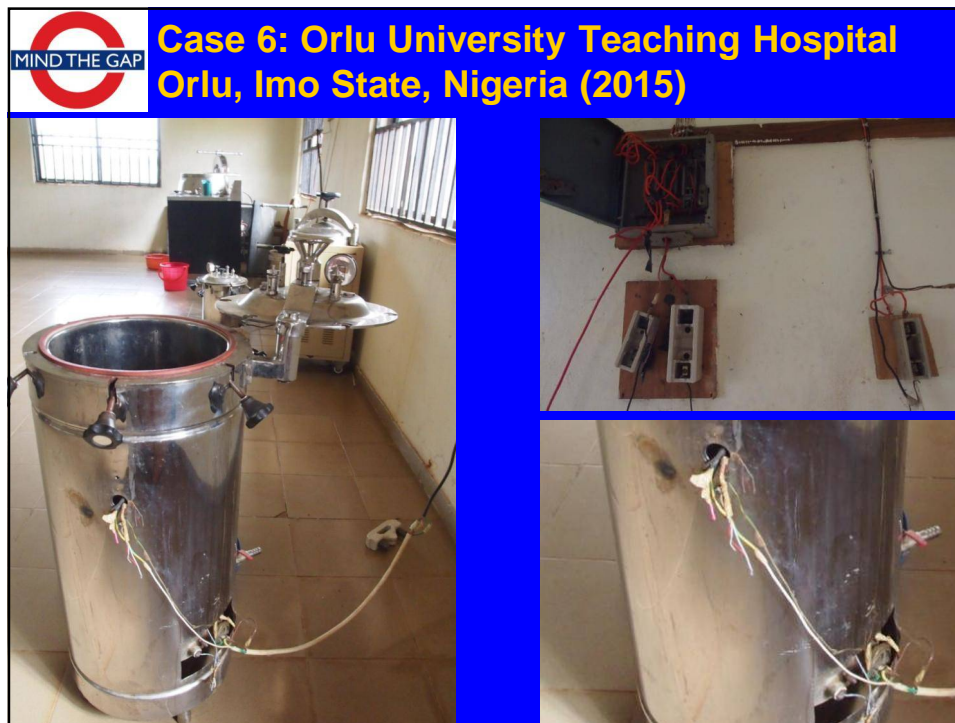 MIND THE GAP
Case 6: Orlu University Teaching Hospital
Orlu, Imo State, Nigeria (2015)